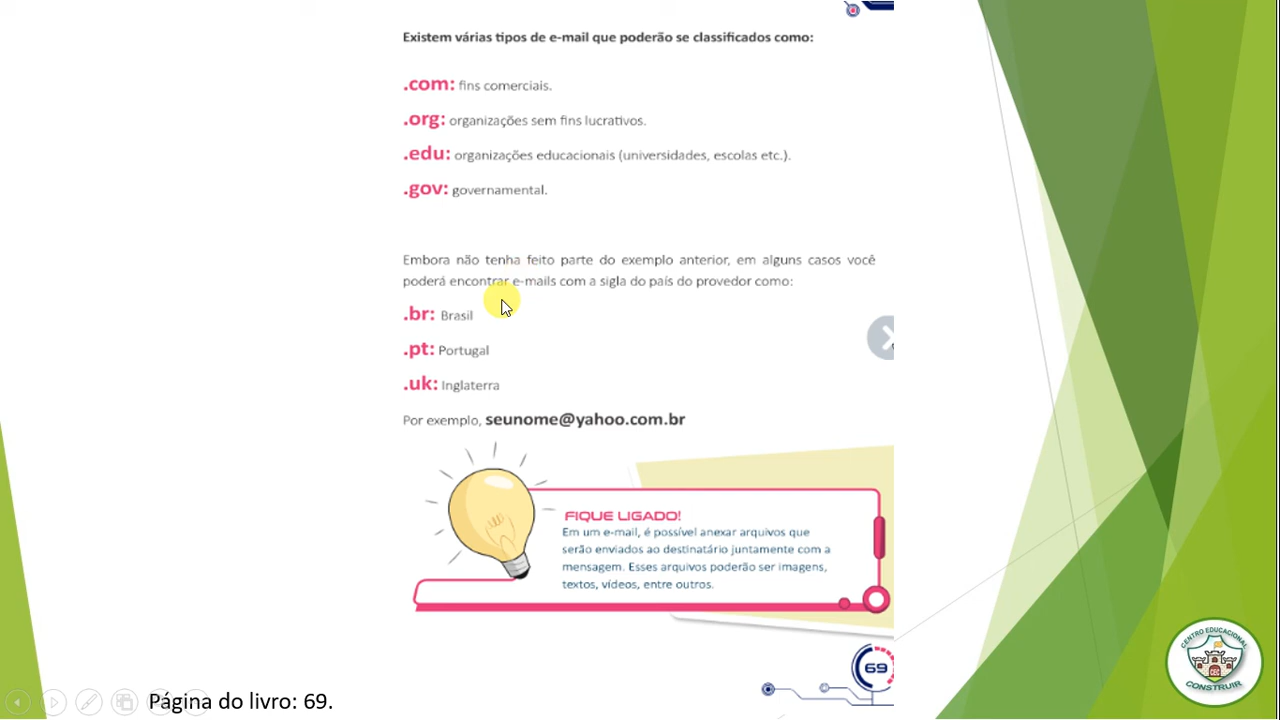 Existem várias tipos de e-mail que poderão se classificados como:
.com: fins comerciais.
.org: organizações sem fins lucrativos.
.edu: organizações educacionais (universidades, escolas etc.).
.gov: governamental.
Embora não tenha feito parte do exemplo anterior, em alguns casos você
poderá encontrar e-mails com a sigla do país do provedor como:
.br: Brasil
.pt: Portugal
.uk: Inglaterra
Por exemplo, seunome@yahoo.com.br
FIQUE LIGADO!
Em um e-mail, é possível anexar arquivos que
serão enviados ao destinatário juntamente com a
mensagem. Esses arquivos poderão ser imagens,
textos, vídeos, entre outros.
69
Página do livro: 69.
CENTRO EDUCACIONAL
CEC
CONSTRUIR